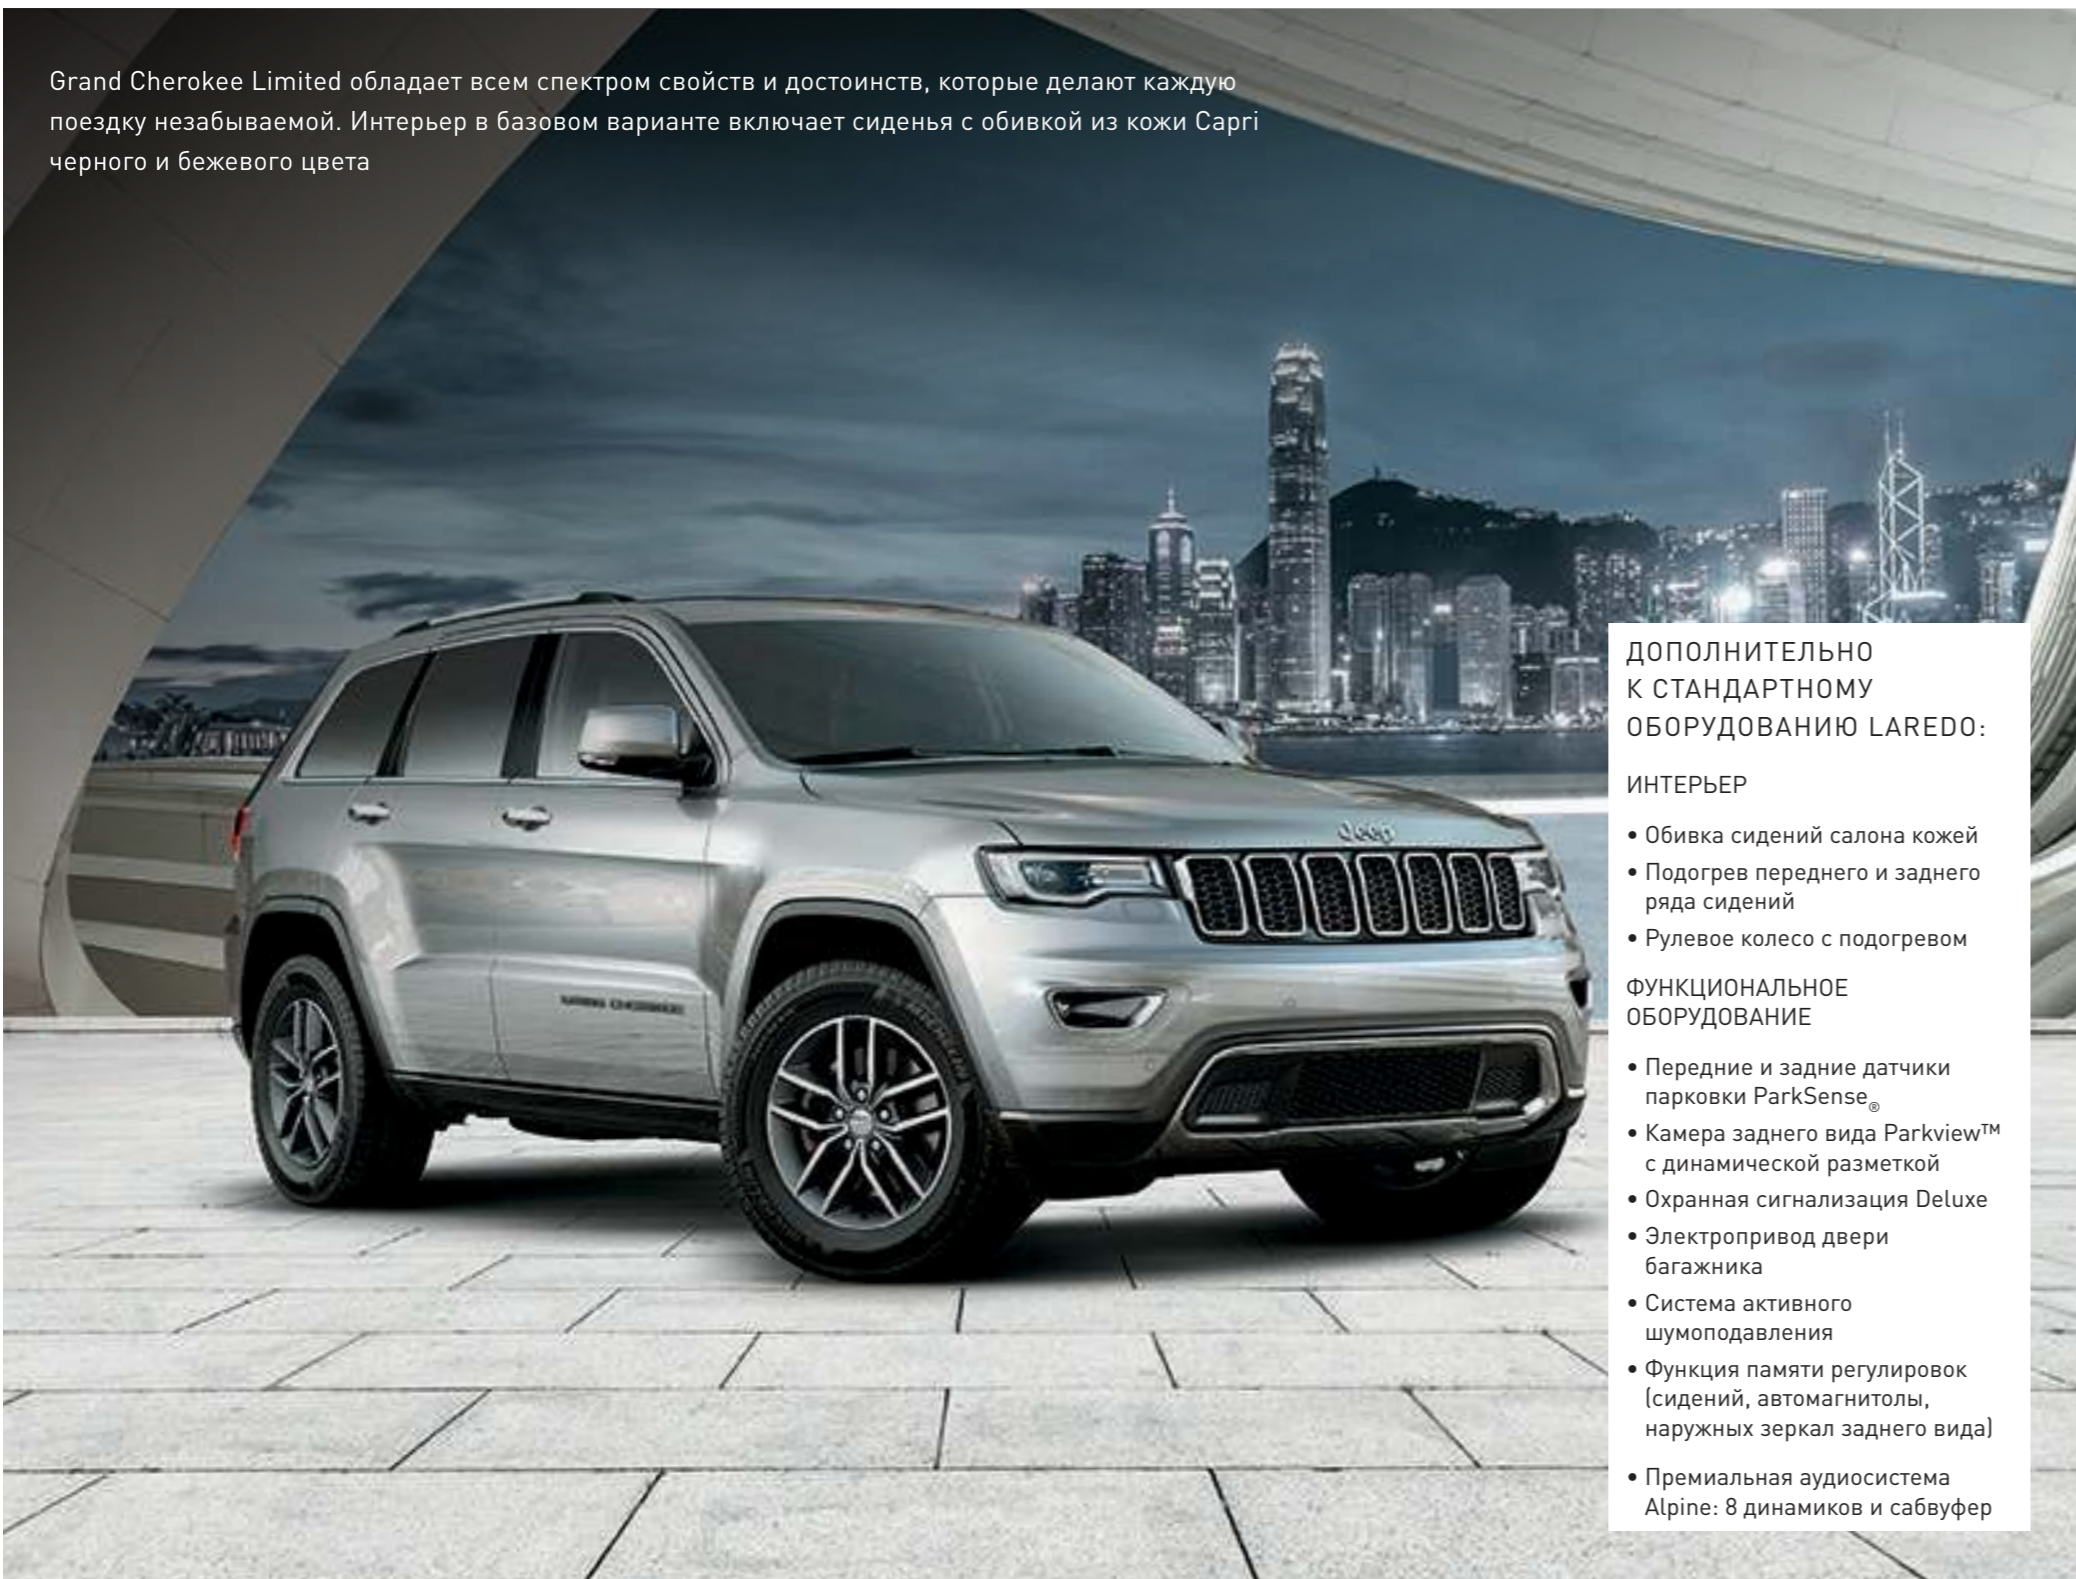 Grand Cherokee Limited обладает всем спектром свойств и достоинств, которые делают каждую
поездку незабываемой. Интерьер в базовом варианте включает сиденья с обивкой из кожи Capri
черного и бежевого цвета
Jeep
GRAND CHEROKEE
ДОПОЛНИТЕЛЬНО
К СТАНДАРТНОМУ
ОБОРУДОВАНИЮ LAREDO:
ИНТЕРЬЕР
• Обивка сидений салона кожей
• Подогрев переднего и заднего
ряда сидений
• Рулевое колесо с подогревом
ФУНКЦИОНАЛЬНОЕ
ОБОРУДОВАНИЕ
• Передние и задние датчики
парковки ParkSense®
• Камера заднего вида Parkview™
с динамической разметкой
• Охранная сигнализация Deluxe
• Электропривод двери
багажника
• Система активного
шумоподавления
• Функция памяти регулировок
(сидений, автомагнитолы,
наружных зеркал заднего вида)
• Премиальная аудиосистема
Alpine: 8 динамиков и сабвуфер